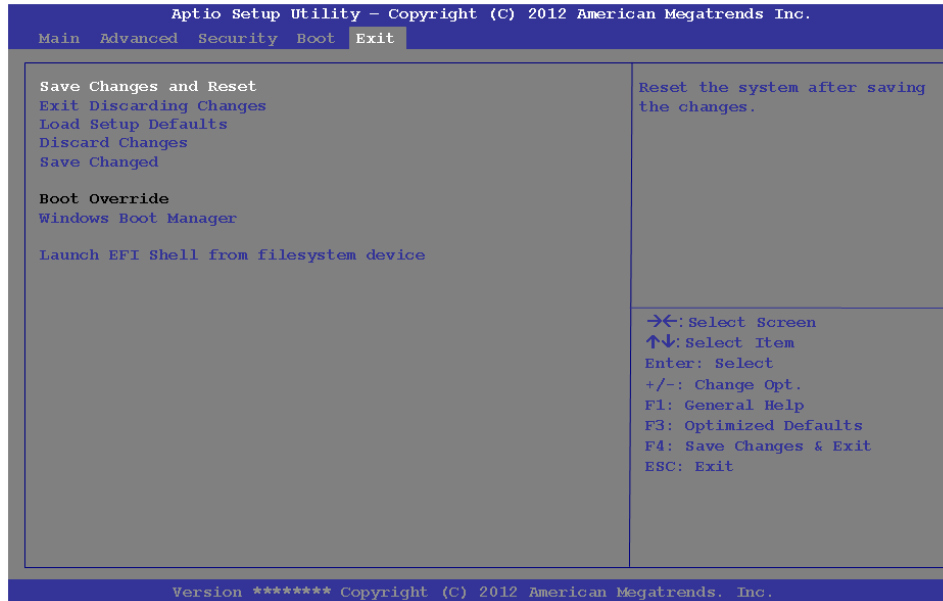 Aptio Setup Utility – Copyright (C) 2012 American Megatrends Inc.
Main Advanced Security Boot Exit
Save Changes and Reset
Exit Discarding Changes
Load Setup Defaults
Discard Changes
Save Changed
Boot Override
Windows Boot Manager
Launch EFI Shell from filesystem device
Reset the system after saving
the changes.
→←: Select Screen
↑↓: Select Item
Enter: Select
+/-: Change Opt.
F1: General Help
F3: Optimized Defaults
F4: Save Changes & Exit
ESC: Exit
Version ******** Copyright (C) 2012 American Megatrends. Inc.